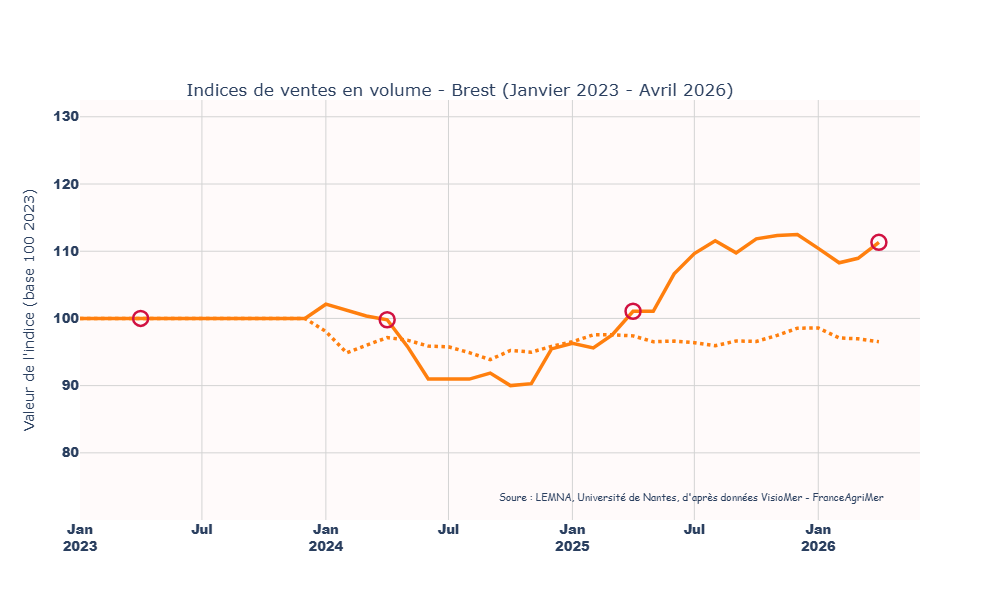 Indices de ventes en volume - Brest (Janvier 2023 - Avril 2026)
Valeur de l'indice (base 100 2023)
130
120
110
100
90
80
Soure : LEMNA, Université de Nantes, d'après données VisioMer - FranceAgriMer
Jan
2023
Jul
Jan
2024
Jul
Jan
2025
Jul
Jan
2026